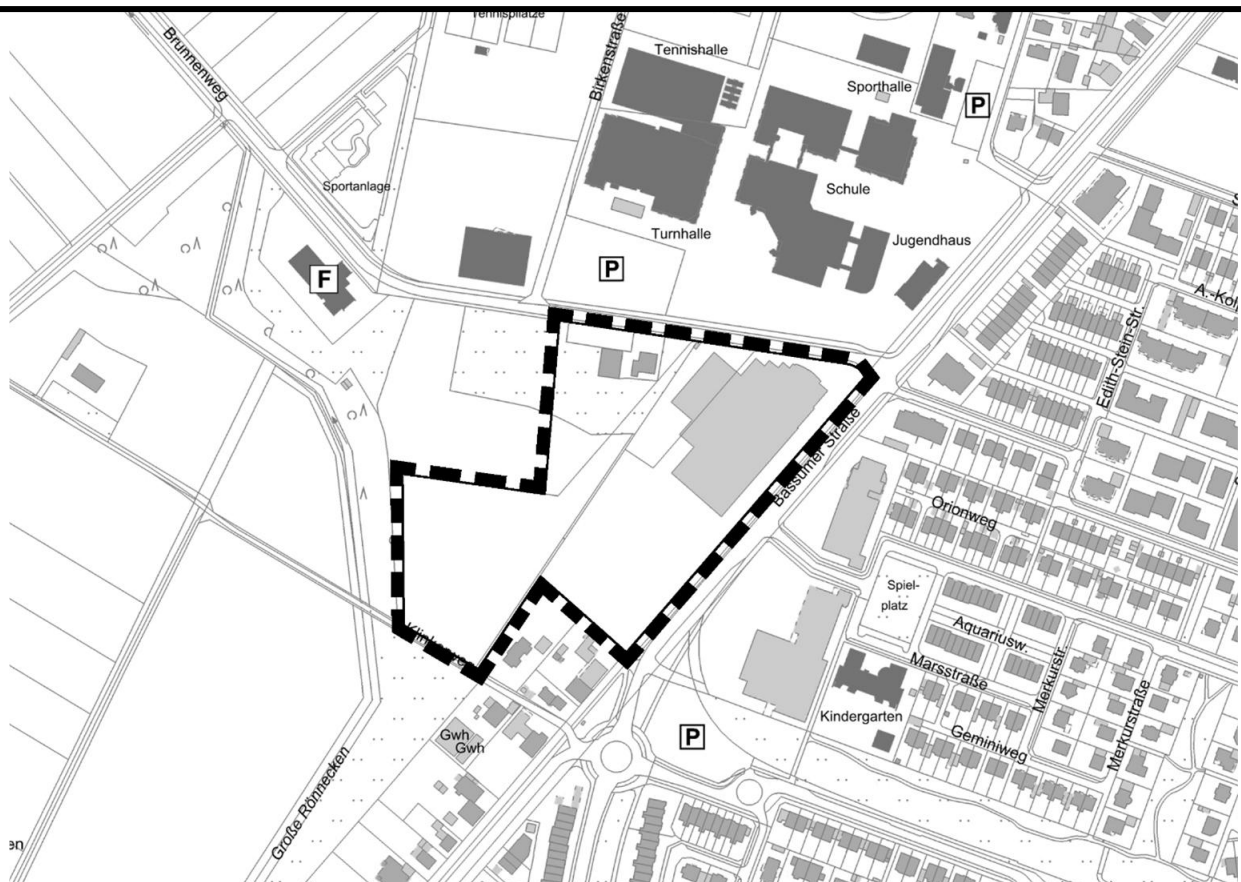 Tennisplätze
Brunnenweg
Birkenstraße
Tennishalle
Sporthalle
P
Sportanlage
Schule
Turnhalle
Jugendhaus
F
P
A.-Kolp
Edith-Stein-Str.
Bassumer Straße
Orionweg
Spiel-
platz
Aquariusw.
Marsstraße
Merkurstr.
Merkurstraße
Kindergarten
Geminiweg
Gwh
Gwh
P
Große Rönnecken
en